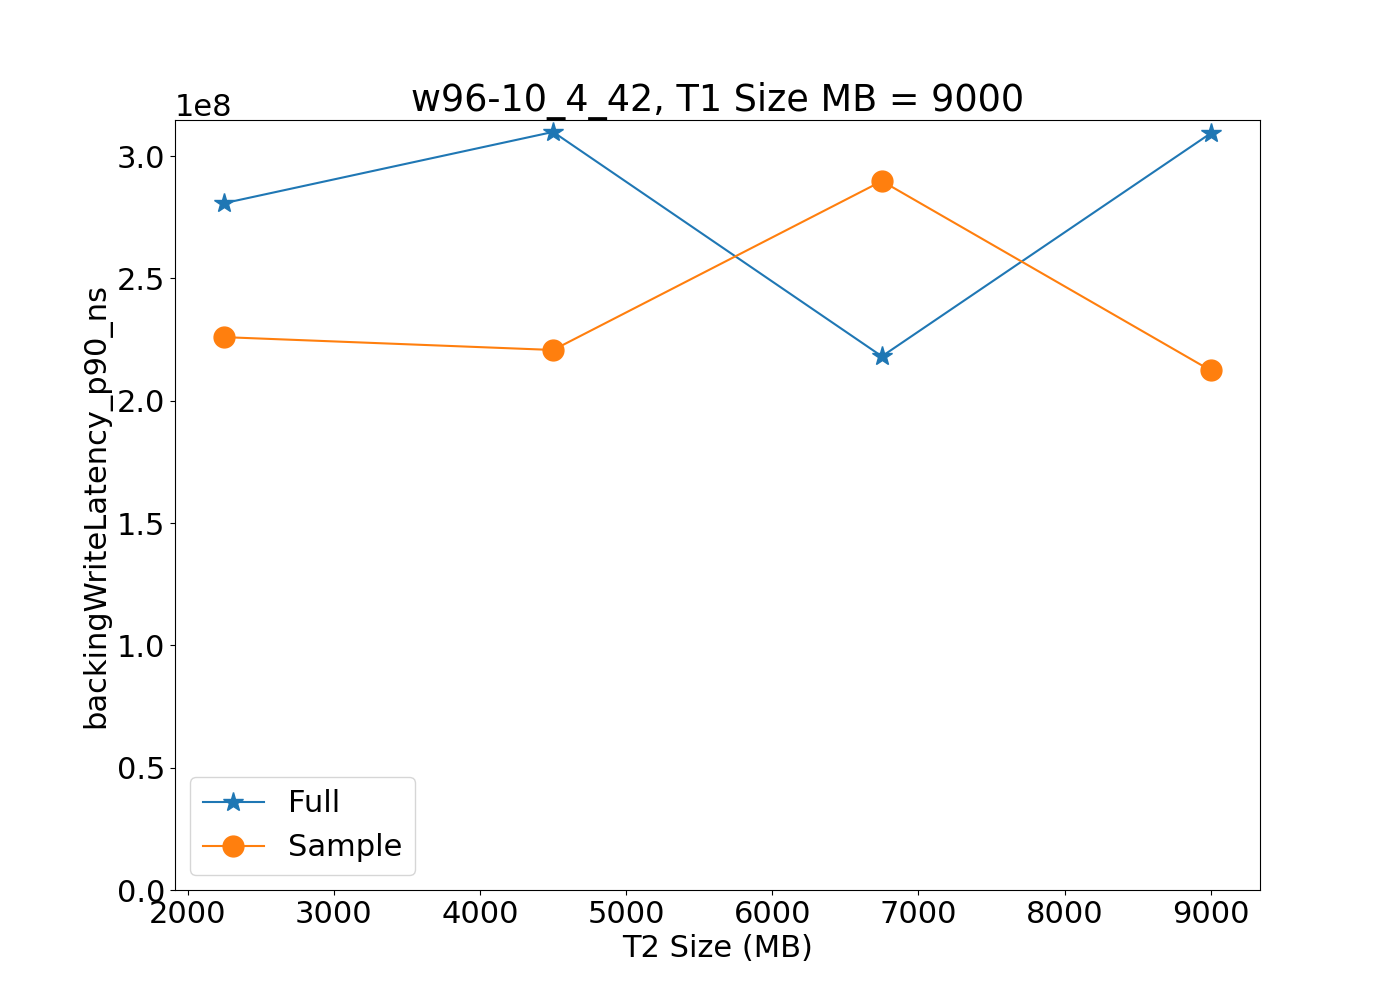 w96-10_4_42, T1 Size MB = 9000
1e8
3.0
2.5
2.0
1.5
1.0
0.5
0.0
backingWriteLatency_p90_ns
Full
Sample
2000 3000 4000 5000 6000 7000 8000 9000
T2 Size (MB)